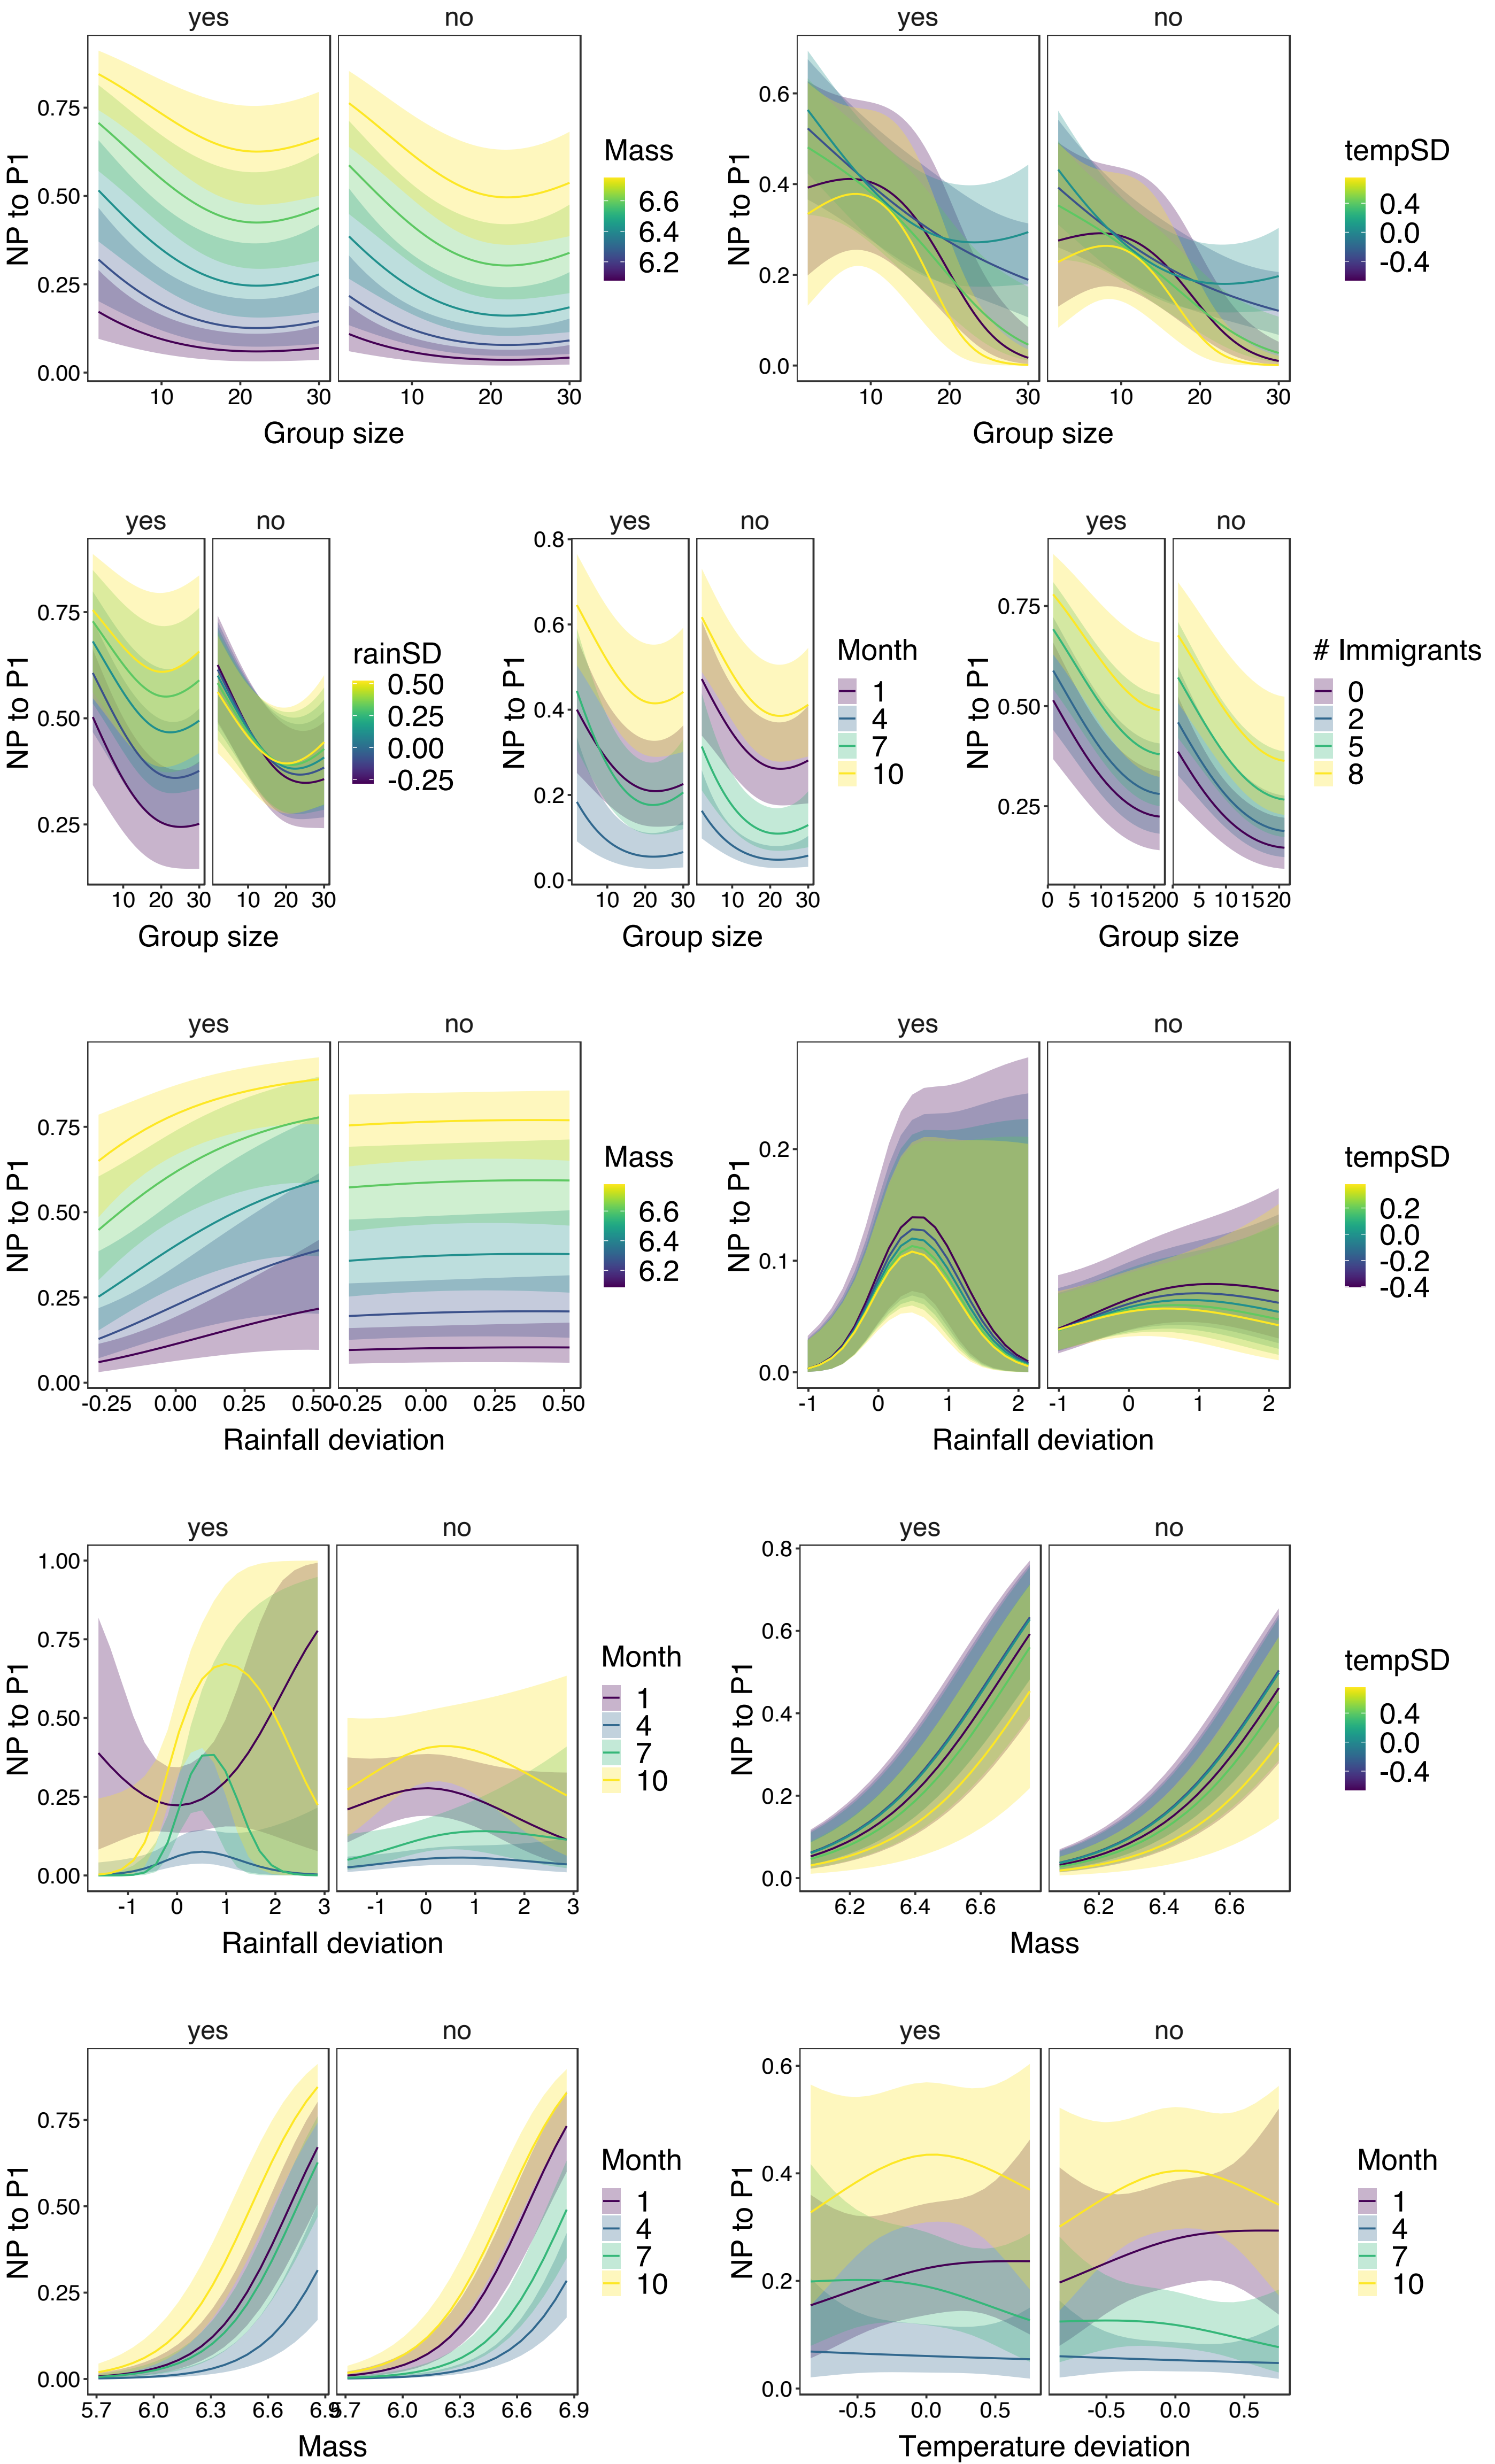 yes no yes no
NP to P1 0.75 0.50 0.25 0.00
10 20 30 10 20 30
Group size
Mass
6.6
6.4
6.2
NP to P1 0.6 0.4 0.2 0.0
10 20 30 10 20 30
Group size
tempSD
0.4
0.0
-0.4
yes no yes no yes no
NP to P1 0.75 0.50 0.25
10 20 30 10 20 30
Group size
rainSD
0.50
0.25
0.00
-0.25
NP to P1 0.8 0.6 0.4 0.2 0.0
10 20 30 10 20 30
Group size
Month
1
4
7
10
NP to P1 0.75 0.50 0.25
0 5 10 15 20 0 5 10 15 20
Group size
# Immigrants
0
2
5
8
yes no yes no
NP to P1 0.75 0.50 0.25 0.00
-0.25 0.00 0.25 0.50 -0.25 0.00 0.25 0.50
Rainfall deviation
Mass
6.6
6.4
6.2
NP to P1 0.2 0.1 0.0
-1 0 1 2 -1 0 1 2
Rainfall deviation
tempSD
0.2
0.0
-0.2
-0.4
yes no yes no
NP to P1 1.00 0.75 0.50 0.25 0.00
-1 0 1 2 3 -1 0 1 2 3
Rainfall deviation
Month
1
4
7
10
NP to P1 0.8 0.6 0.4 0.2 0.0
6.2 6.4 6.6 6.2 6.4 6.6
Mass
tempSD
0.4
0.0
-0.4
yes no yes no
NP to P1 0.75 0.50 0.25 0.00
5.7 6.0 6.3 6.6 6.9 5.7 6.0 6.3 6.6 6.9
Mass
Month
1
4
7
10
NP to P1 0.6 0.4 0.2 0.0
-0.5 0.0 0.5 -0.5 0.0 0.5
Temperature deviation
Month
1
4
7
10